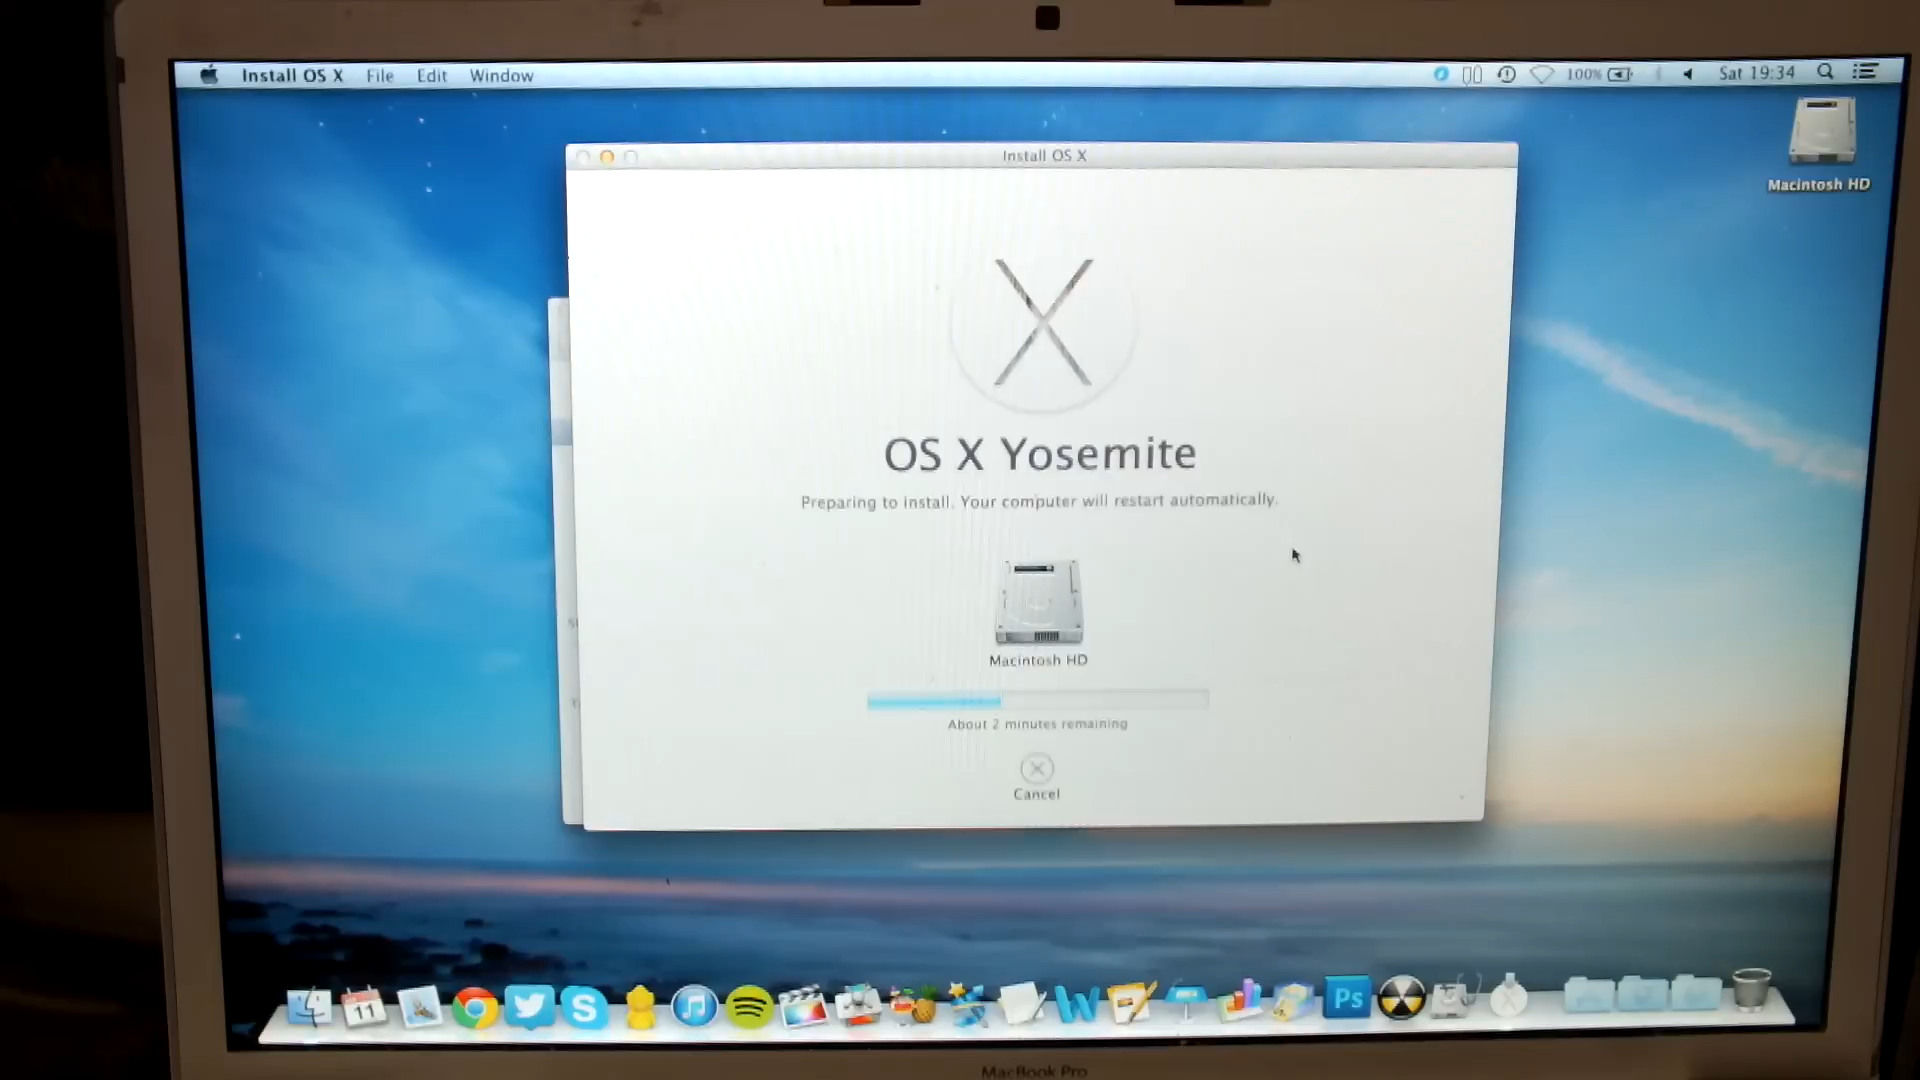 Install OS X File Edit Window 100% Sat 19:34
Macintosh HD
Install OS X
OS X Yosemite
Preparing to install. Your computer will restart automatically.
Macintosh HD
About 2 minutes remaining
Cancel
11
Ps
MacBook Pro